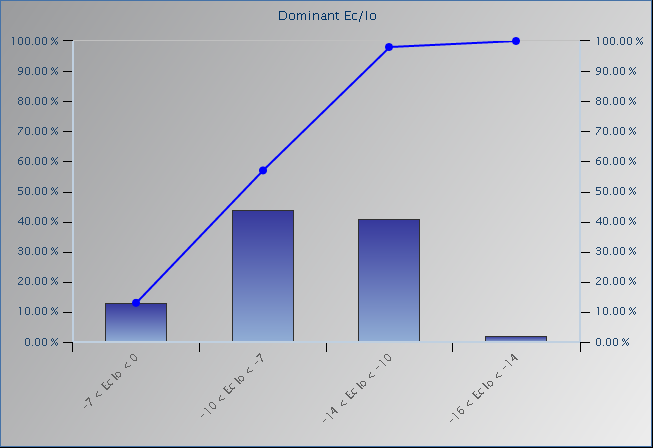 Dominant Ec/Io
100.00 % 100.00 %
90.00 % 90.00 %
80.00 % 80.00 %
70.00 % 70.00 %
60.00 % 60.00 %
50.00 % 50.00 %
40.00 % 40.00 %
30.00 % 30.00 %
20.00 % 20.00 %
10.00 % 10.00 %
0.00 % 0.00 %
-7 < Ec Io < 0
-10 < Ec Io < -7
-14 < Ec Io < -10
-16 < Ec Io < -14